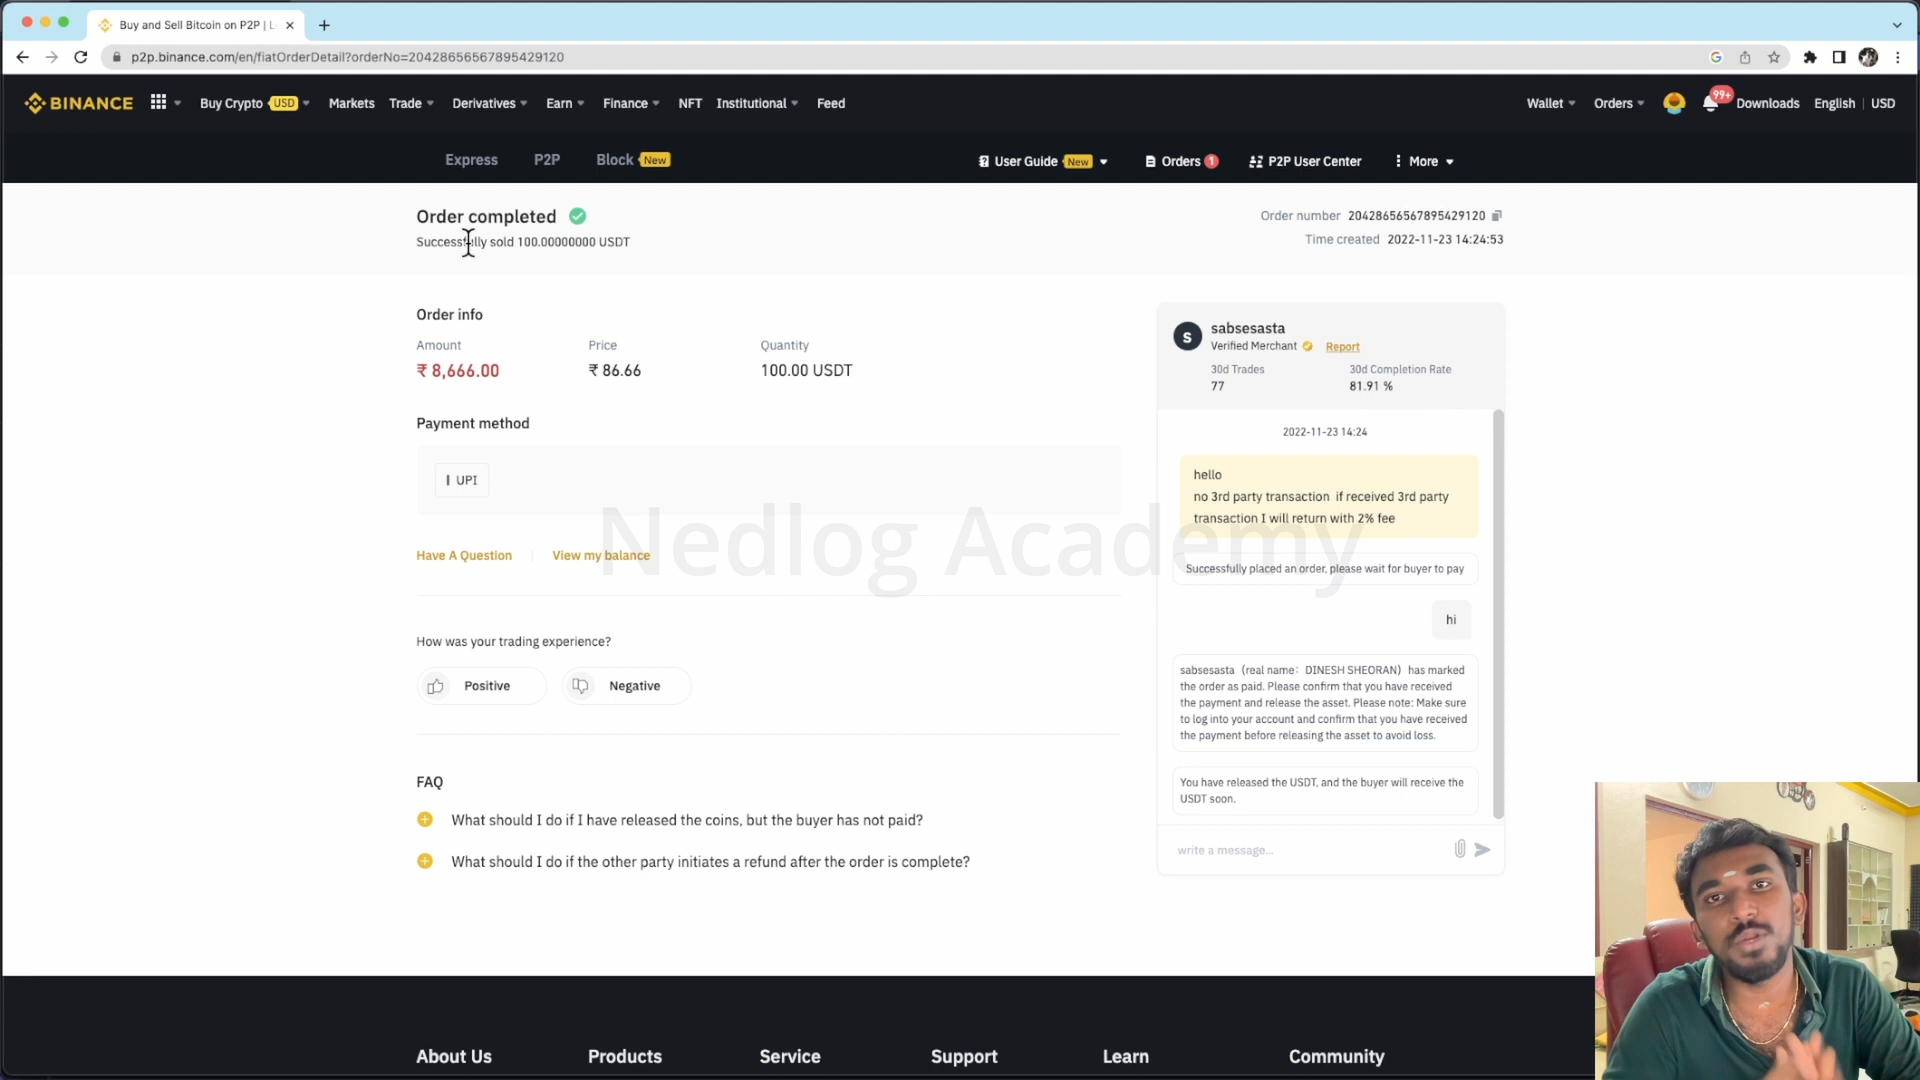 Buy and Sell Bitcoin on P2P | L
p2p.binance.com/en/fiatOrderDetail?orderNo=20428656567895429120
BINANCE
Buy Crypto USD
Markets
Trade
Derivatives
Earn
Finance
NFT
Institutional
Feed
Wallet
Orders
99+
Downloads
English | USD
Express
P2P
Block New
User Guide New
Orders 1
P2P User Center
More
Order completed
Successfully sold 100.00000000 USDT
Order number 20428656567895429120
Time created 2022-11-23 14:24:53
Order info
Amount Price Quantity
₹ 8,666.00 ₹ 86.66 100.00 USDT
Payment method
UPI
Have A Question
View my balance
How was your trading experience?
Positive
Negative
FAQ
What should I do if I have released the coins, but the buyer has not paid?
What should I do if the other party initiates a refund after the order is complete?
S
sabsesasta
Verified Merchant
Report
30d Trades 30d Completion Rate
77 81.91 %
2022-11-23 14:24
hello
no 3rd party transaction if received 3rd party
transaction I will return with 2% fee
Successfully placed an order, please wait for buyer to pay
hi
sabsesasta (real name: DINESH SHEORAN) has marked
the order as paid. Please confirm that you have received
the payment and release the asset. Please note: Make sure
to log into your account and confirm that you have received
the payment before releasing the asset to avoid loss.
You have released the USDT, and the buyer will receive the
USDT soon.
write a message...
Nedlog Academy
About Us
Products
Service
Support
Learn
Community